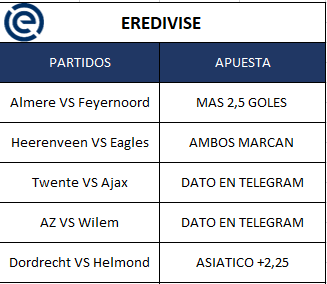 EREDIVISE
PARTIDOS APUESTA
Almere VS Feyernoord MAS 2,5 GOLES
Heerenveen VS Eagles AMBOS MARCAN
Twente VS Ajax DATO EN TELEGRAM
AZ VS Wilem DATO EN TELEGRAM
Dordrecht VS Helmond ASIATICO +2,25